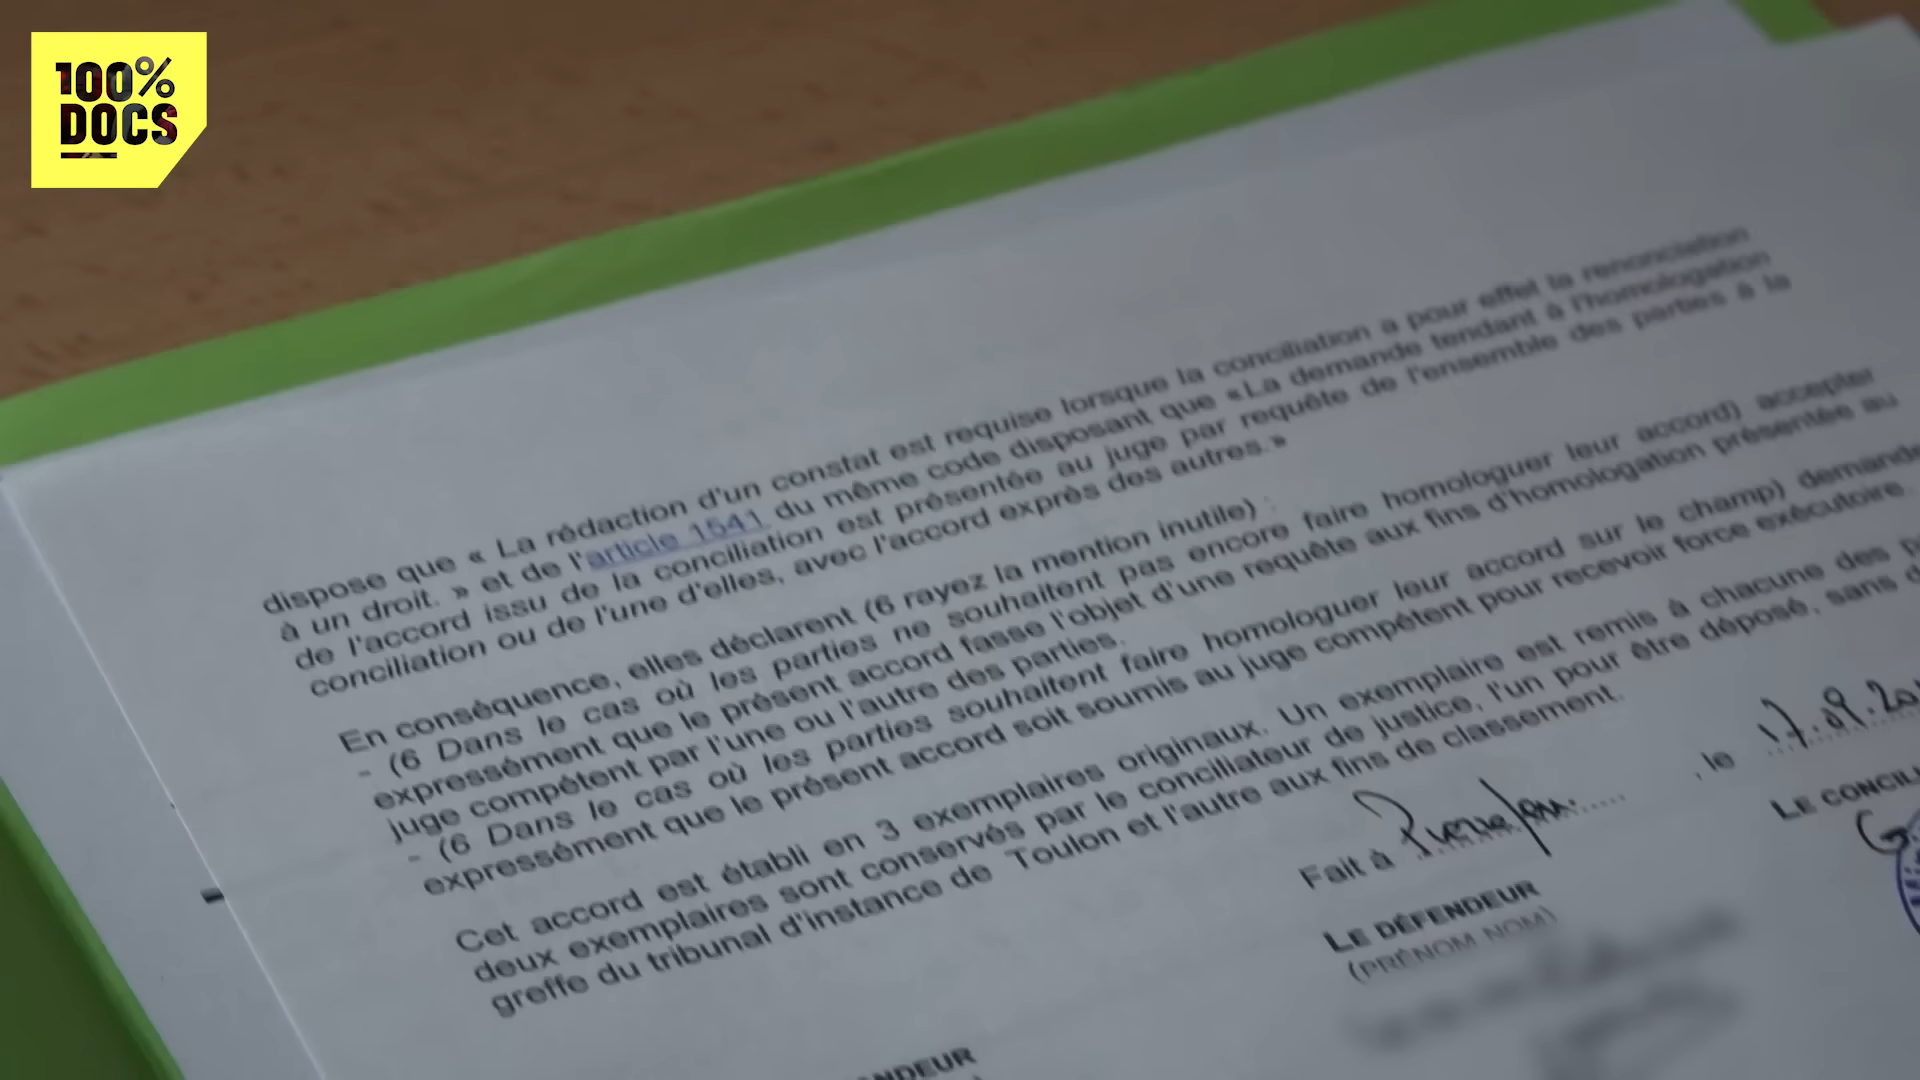 100%
DOCS
dispose que « La rédaction d'un constat est requise lorsque la conciliation a pour effet la renonciation
à un droit. » et de l'article 1541 du même code disposant que «La demande tendant à l'homologation
de l'accord issu de la conciliation est présentée au juge par requête de l'ensemble des parties à la
conciliation ou de l'une d'elles, avec l'accord exprès des autres.»
En conséquence, elles déclarent (6 rayez la mention inutile) :
- (6 Dans le cas où les parties ne souhaitent pas encore faire homologuer leur accord) accepter
expressément que le présent accord fasse l'objet d'une requête aux fins d'homologation présentée au
juge compétent par l'une ou l'autre des parties.
- (6 Dans le cas où les parties souhaitent faire homologuer leur accord sur le champ) demande
expressément que le présent accord soit soumis au juge compétent pour recevoir force exécutoire.
Cet accord est établi en 3 exemplaires originaux. Un exemplaire est remis à chacune des
deux exemplaires sont conservés par le conciliateur de justice, l'un pour être déposé, sans
greffe du tribunal d'instance de Toulon et l'autre aux fins de classement.
Fait à , le 17.09.20
LE DÉFENDEUR
(PRÉNOM NOM)
LE CONCILI
NDEUR